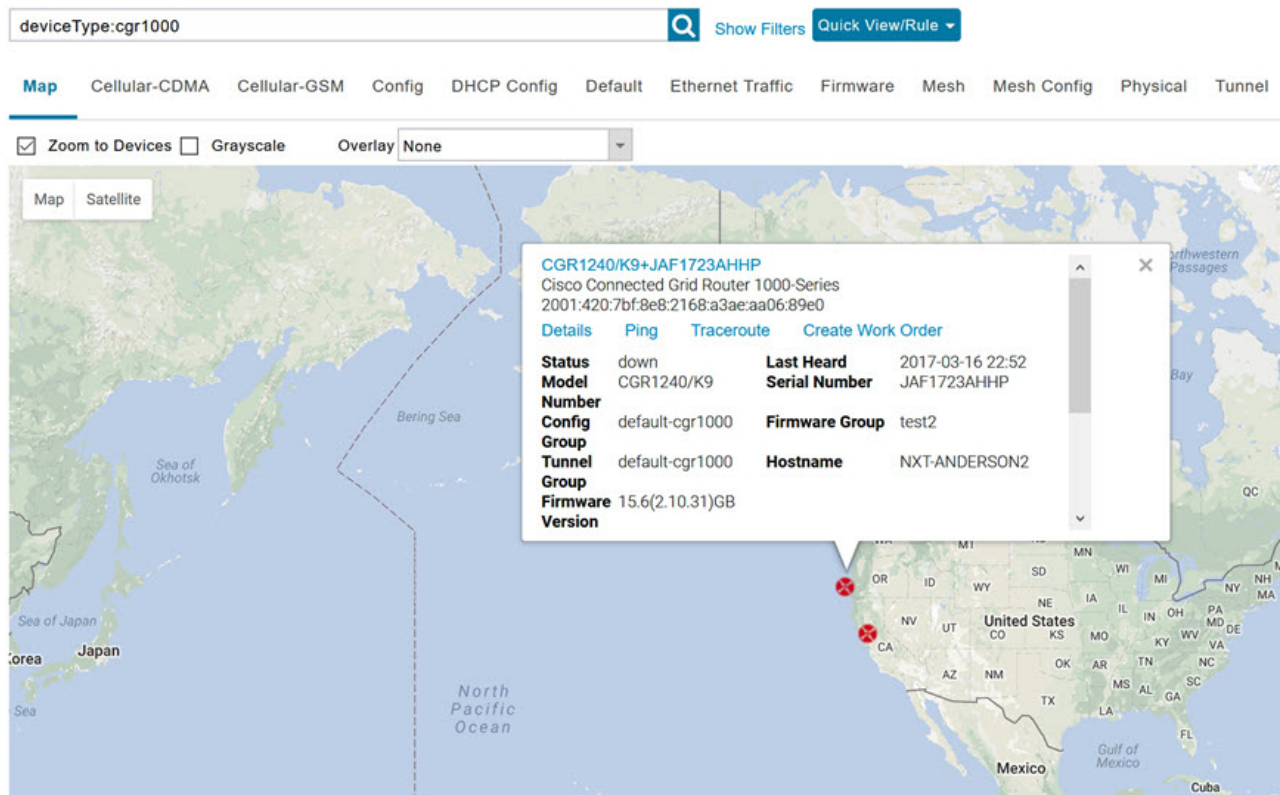 deviceType:cgr1000
Show Filters
Quick View/Rule
Map Cellular-CDMA Cellular-GSM Config DHCP Config Default Ethernet Traffic Firmware Mesh Mesh Config Physical Tunnel
Zoom to Devices Grayscale Overlay None
Map Satellite
CGR1240/K9+JAF1723AHHP
Cisco Connected Grid Router 1000-Series
2001:420:7bf:8e8:2168:a3ae:aa06:89e0
Details Ping Traceroute Create Work Order
Status down Last Heard 2017-03-16 22:52
Model Number CGR1240/K9 Serial Number JAF1723AHHP
Config Group default-cgr1000 Firmware Group test2
Tunnel Group default-cgr1000 Hostname NXT-ANDERSON2
Firmware Version 15.6(2.10.31)GB
Passages
Bay
Bering Sea
Sea of
Okhotsk
QC
MT
MN
OR
ID
WY
SD
WI
MI
NY
NH
MA
NE
IA
IL
IN
OH
PA
MD
DE
NV
UT
United States
CO
KS
MO
KY
WV
VA
CA
AZ
NM
OK
AR
TN
NC
MS
AL
GA
SC
TX
LA
FL
Sea of Japan
Japan
Sea
North
Pacific
Ocean
Gulf of
Mexico
Mexico
Cuba